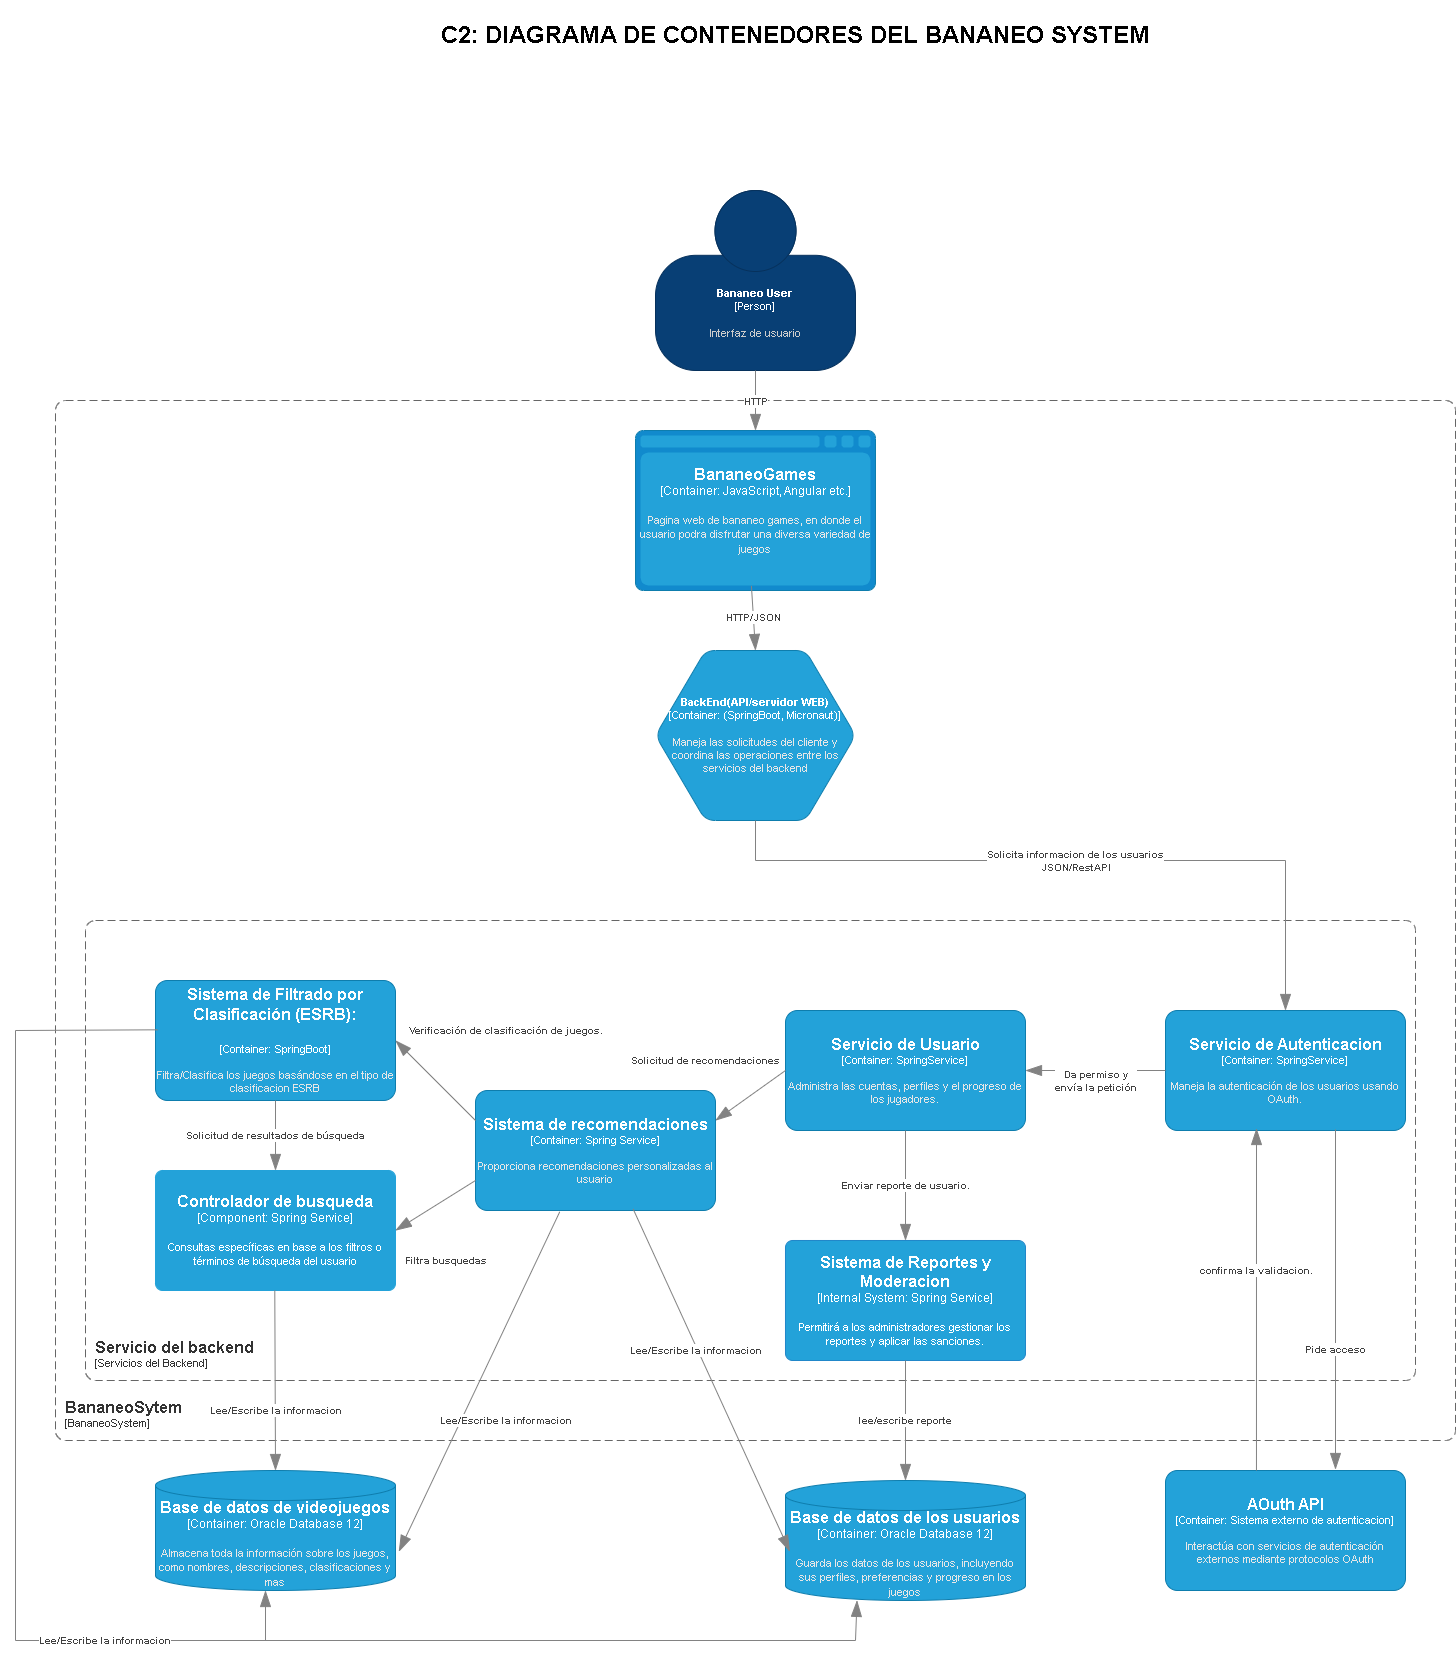 C2: DIAGRAMA DE CONTENEDORES DEL BANANEO SYSTEM
Bananeo User
[Person]
Interfaz de usuario
HTTP
BananeoGames
[Container: JavaScript, Angular etc.]
Pagina web de bananeo games, en donde el
usuario podra disfrutar una diversa variedad de
juegos
HTTP/JSON
BackEnd(API/servidor WEB)
[Container: (SpringBoot, Micronaut)]
Maneja las solicitudes del cliente y
coordina las operaciones entre los
servicios del backend
Solicita informacion de los usuarios
JSON/RestAPI
Sistema de Filtrado por
Clasificación (ESRB):
[Container: SpringBoot]
Filtra/Clasifica los juegos basándose en el tipo de
clasificacion ESRB
Verificación de clasificación de juegos.
Solicitud de recomendaciones
Servicio de Usuario
[Container: SpringService]
Administra las cuentas, perfiles y el progreso de
los jugadores.
Da permiso y
envía la petición
Servicio de Autenticacion
[Container: SpringService]
Maneja la autenticación de los usuarios usando
OAuth.
Sistema de recomendaciones
[Container: Spring Service]
Proporciona recomendaciones personalizadas al
usuario
Solicitud de resultados de búsqueda
Controlador de busqueda
[Component: Spring Service]
Consultas específicas en base a los filtros o
términos de búsqueda del usuario
Filtra busquedas
Enviar reporte de usuario.
Sistema de Reportes y
Moderacion
[Internal System: Spring Service]
Permitirá a los administradores gestionar los
reportes y aplicar las sanciones.
confirma la validacion.
Pide acceso
Servicio del backend
[Servicios del Backend]
Lee/Escribe la informacion
BananeoSytem
[BananeoSystem]
Lee/Escribe la informacion
Lee/Escribe la informacion
lee/escribe reporte
Base de datos de videojuegos
[Container: Oracle Database 12]
Almacena toda la información sobre los juegos,
como nombres, descripciones, clasificaciones y
mas
Base de datos de los usuarios
[Container: Oracle Database 12]
Guarda los datos de los usuarios, incluyendo
sus perfiles, preferencias y progreso en los
juegos
AOuth API
[Container: Sistema externo de autenticacion]
Interactúa con servicios de autenticación
externos mediante protocolos OAuth
Lee/Escribe la informacion